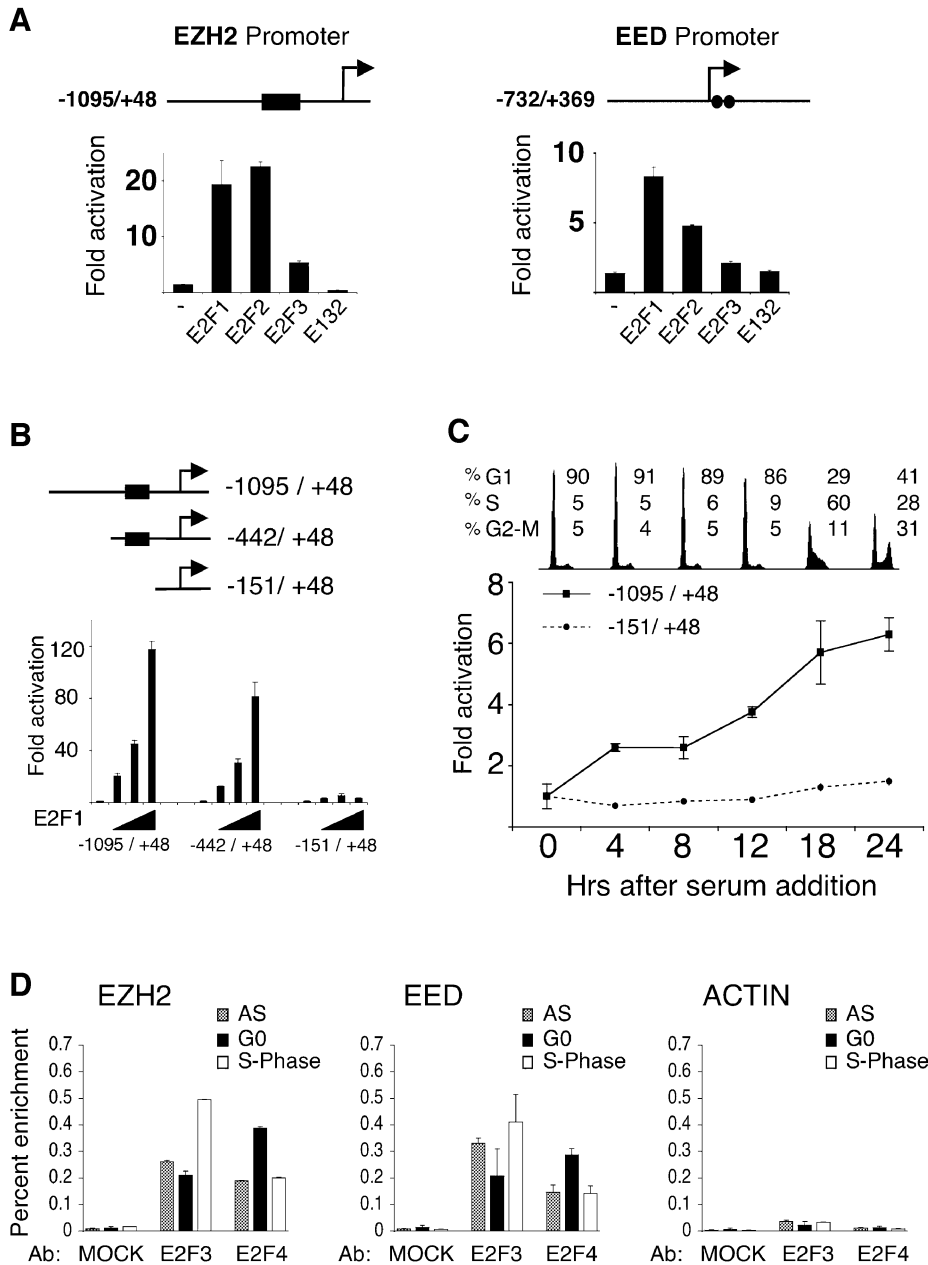 A
EZH2 Promoter
EED Promoter
-1095/+48
-732/+369
Fold activation
20
10
- E2F1 E2F2 E2F3 E132
Fold activation
10
5
- E2F1 E2F2 E2F3 E132
B
-1095 / +48
-442/ +48
-151/ +48
Fold activation
120
80
40
E2F1
-1095 / +48 -442 / +48 -151 / +48
C
% G1 90 91 89 86 29 41
% S 5 5 6 9 60 28
% G2-M 5 4 5 5 11 31
-1095 / +48
-151/ +48
Fold activation
8
6
4
2
0 4 8 12 18 24
Hrs after serum addition
D
EZH2
AS
G0
S-Phase
Percent enrichment
0.7
0.6
0.5
0.4
0.3
0.2
0.1
0
Ab: MOCK E2F3 E2F4
EED
AS
G0
S-Phase
0.7
0.6
0.5
0.4
0.3
0.2
0.1
0
Ab: MOCK E2F3 E2F4
ACTIN
AS
G0
S-Phase
0.7
0.6
0.5
0.4
0.3
0.2
0.1
0
Ab: MOCK E2F3 E2F4